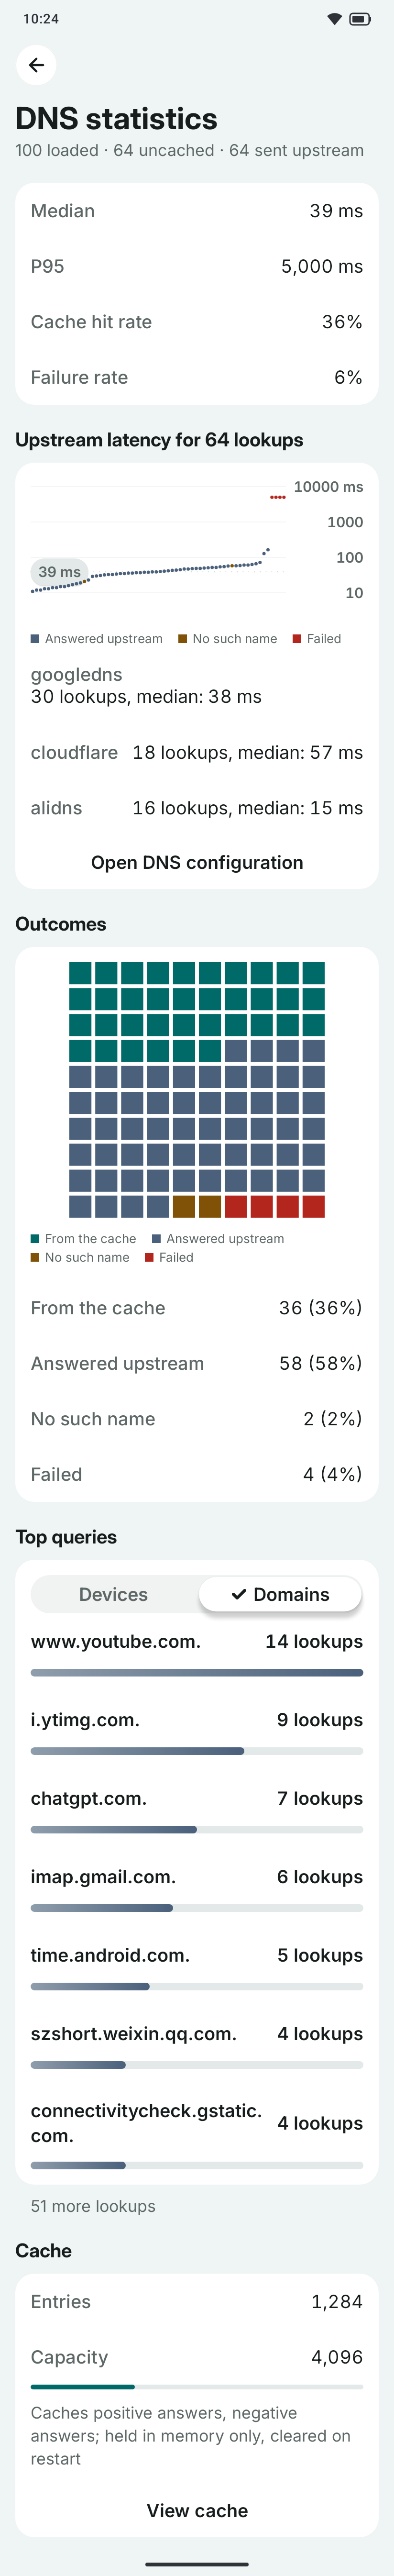 10:24
DNS statistics
100 loaded · 64 uncached · 64 sent upstream
Median 39 ms
P95 5,000 ms
Cache hit rate 36%
Failure rate 6%
Upstream latency for 64 lookups
10000 ms
1000
100
39 ms
10
Answered upstream No such name Failed
googledns
30 lookups, median: 38 ms
cloudflare 18 lookups, median: 57 ms
alidns 16 lookups, median: 15 ms
Open DNS configuration
Outcomes
From the cache Answered upstream
No such name Failed
From the cache 36 (36%)
Answered upstream 58 (58%)
No such name 2 (2%)
Failed 4 (4%)
Top queries
Devices Domains
www.youtube.com. 14 lookups
i.ytimg.com. 9 lookups
chatgpt.com. 7 lookups
imap.gmail.com. 6 lookups
time.android.com. 5 lookups
szshort.weixin.qq.com. 4 lookups
connectivitycheck.gstatic.
com. 4 lookups
51 more lookups
Cache
Entries 1,284
Capacity 4,096
Caches positive answers, negative
answers; held in memory only, cleared on
restart
View cache